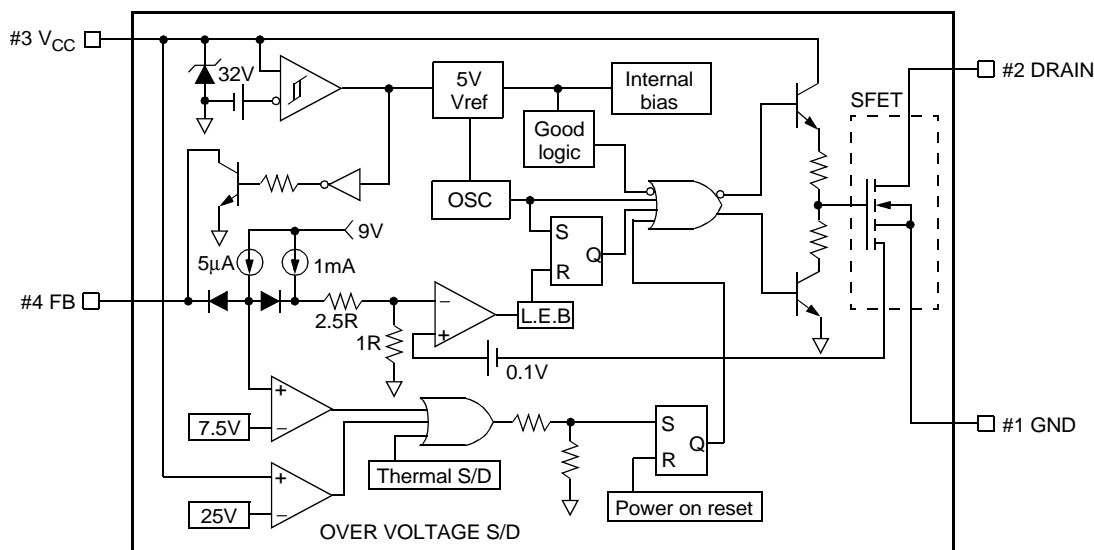 #3 VCC
32V
5V
Vref
Internal
bias
#2 DRAIN
SFET
Good
logic
OSC
S
Q
R
9V
5µA
1mA
#4 FB
2.5R
L.E.B
1R
−
+
0.1V
+
−
7.5V
#1 GND
S
Q
R
Thermal S/D
+
−
25V
Power on reset
OVER VOLTAGE S/D